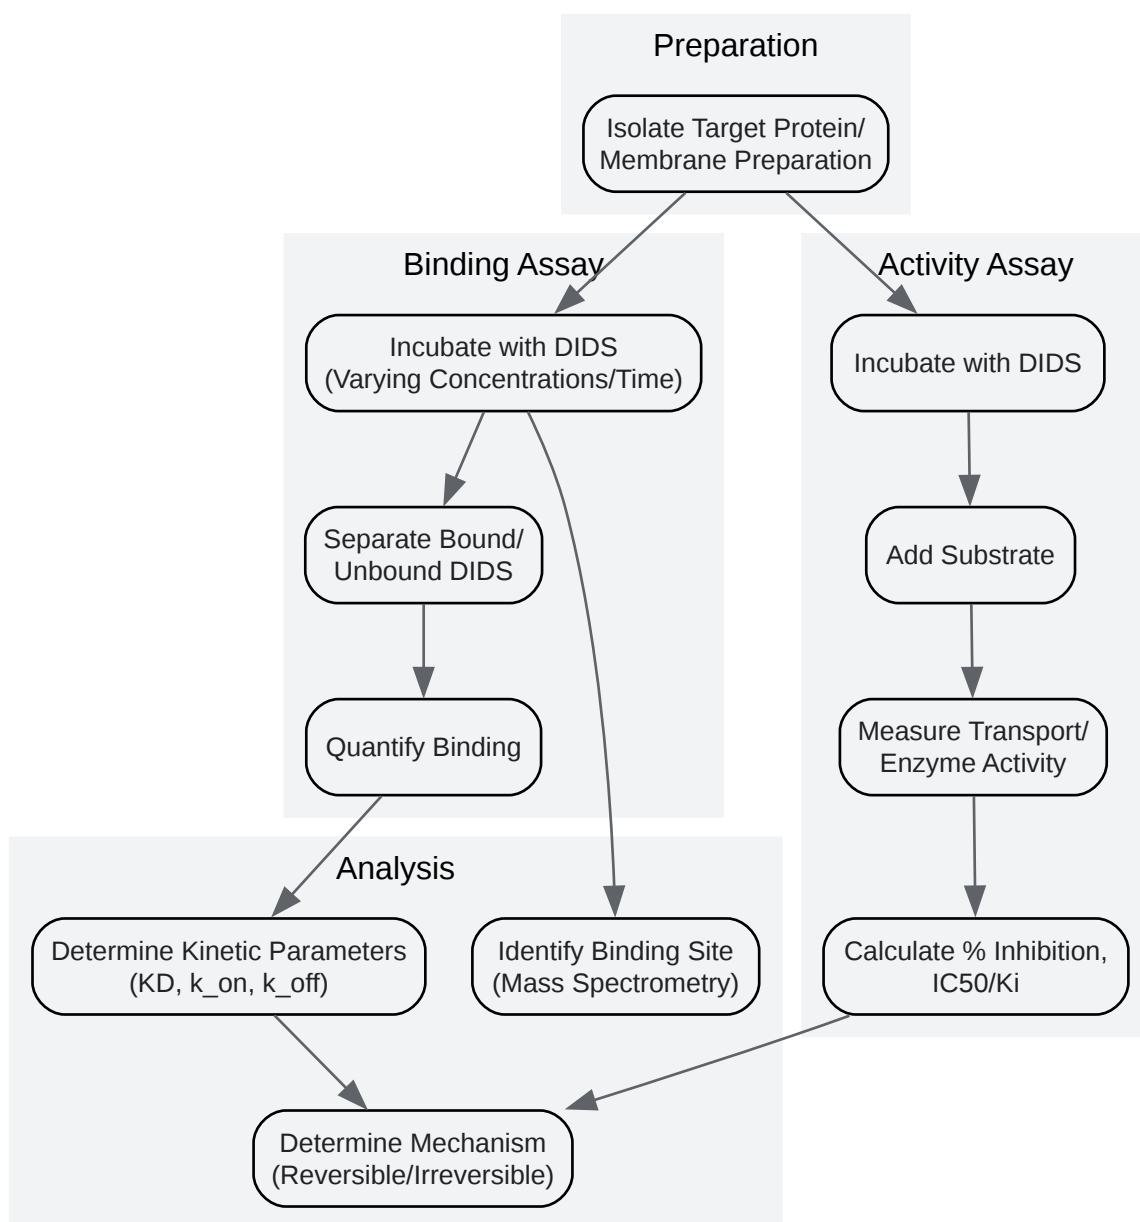 Preparation
Isolate Target Protein/
Membrane Preparation
Binding Assay
Activity Assay
Incubate with DIDS
(Varying Concentrations/Time)
Incubate with DIDS
Separate Bound/
Unbound DIDS
Add Substrate
Quantify Binding
Measure Transport/
Enzyme Activity
Analysis
Determine Kinetic Parameters
(KD, k_on, k_off)
Identify Binding Site
(Mass Spectrometry)
Calculate % Inhibition,
IC50/Ki
Determine Mechanism
(Reversible/Irreversible)